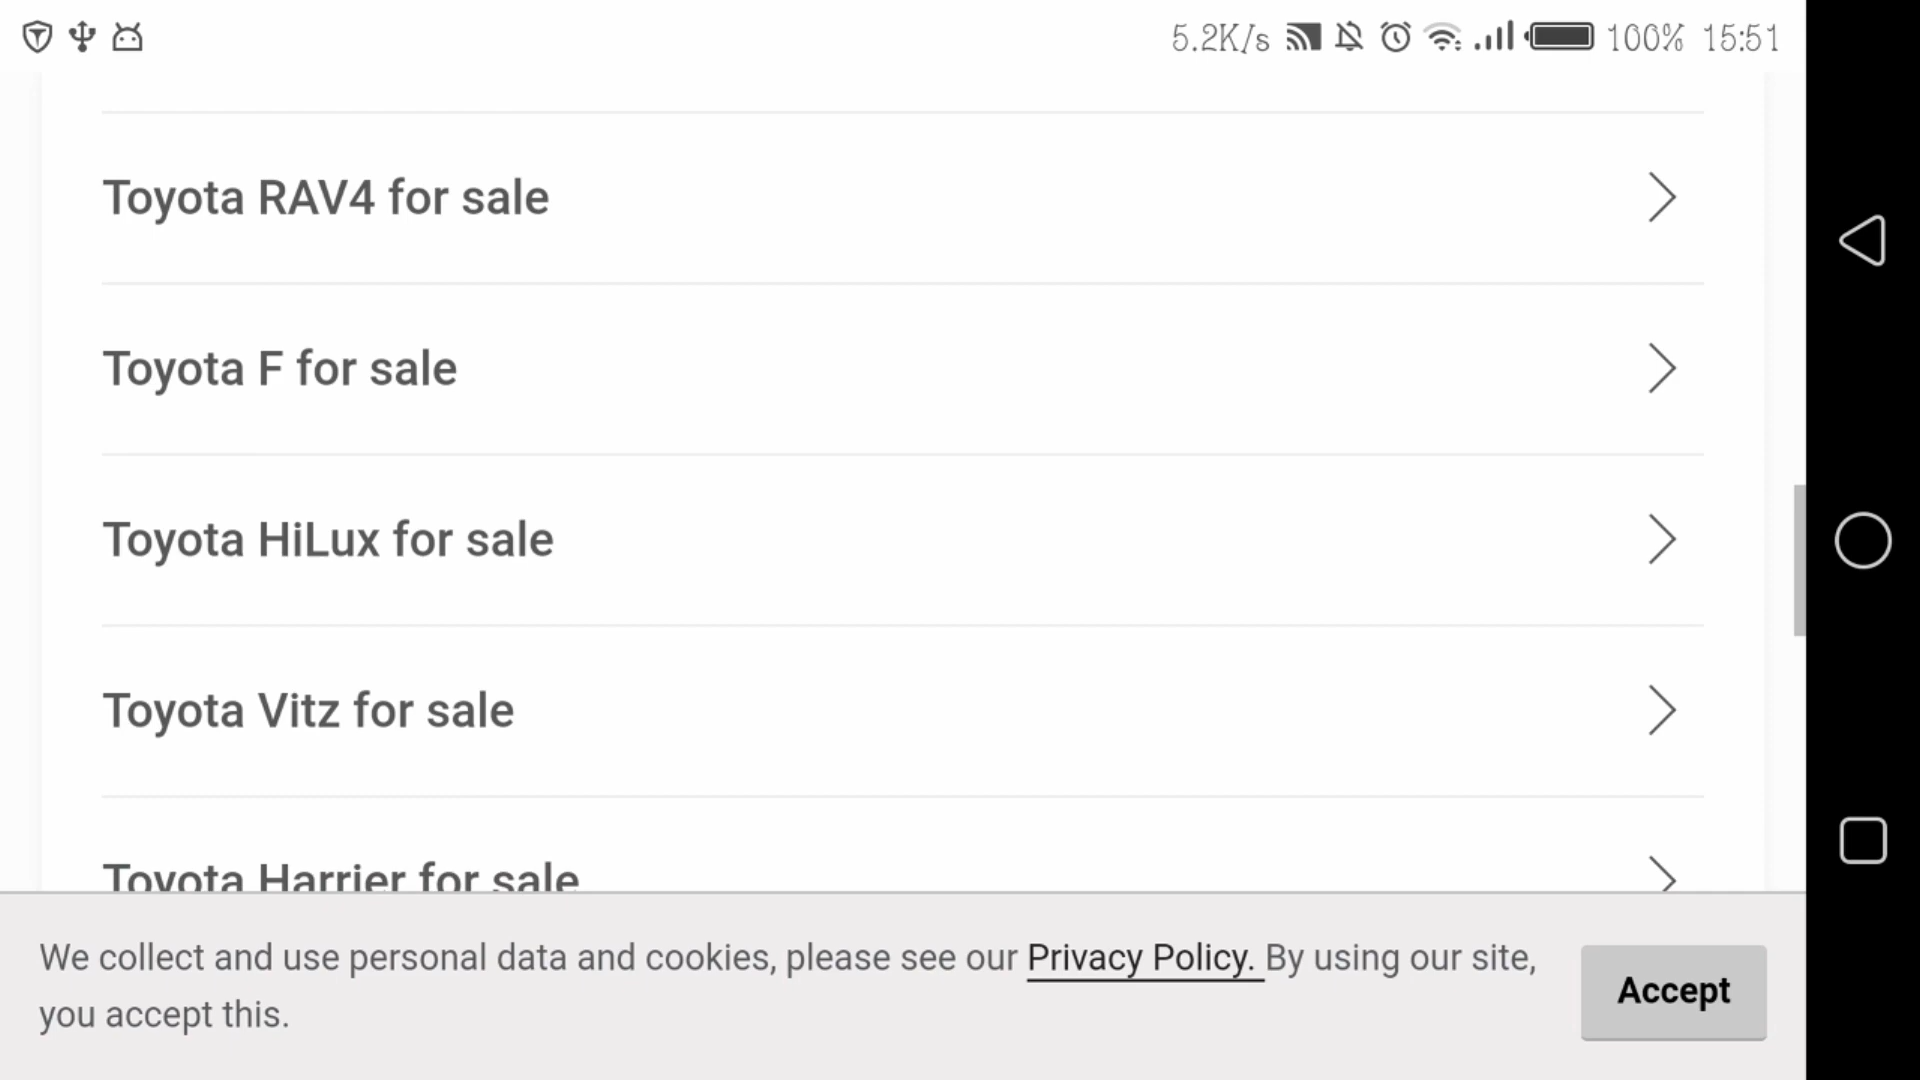 5.2K/s 100% 15:51
Toyota RAV4 for sale
Toyota F for sale
Toyota HiLux for sale
Toyota Vitz for sale
Toyota Harrier for sale
We collect and use personal data and cookies, please see our Privacy Policy. By using our site,
you accept this.
Accept